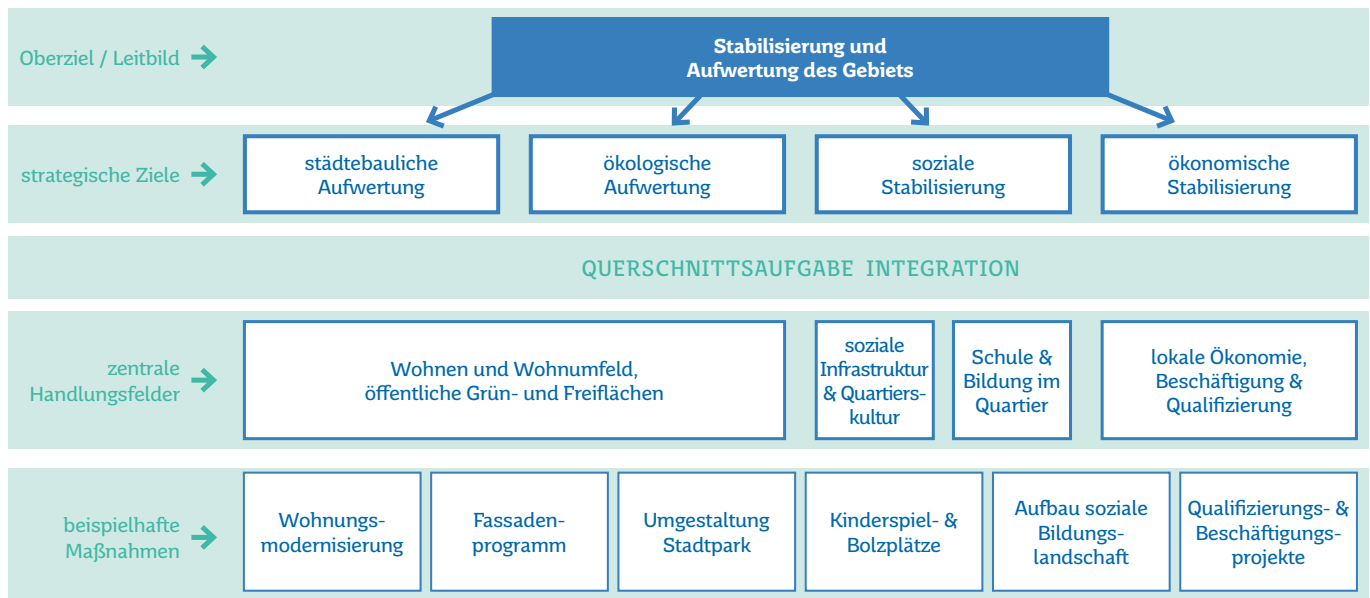 Oberziel / Leitbild
Stabilisierung und
Aufwertung des Gebiets
strategische Ziele
städtebauliche
Aufwertung
ökologische
Aufwertung
soziale
Stabilisierung
ökonomische
Stabilisierung
QUERSCHNITTSAUFGABE INTEGRATION
zentrale
Handlungsfelder
Wohnen und Wohnumfeld,
öffentliche Grün- und Freiflächen
soziale
Infrastruktur
& Quartiers-
kultur
Schule &
Bildung im
Quartier
lokale Ökonomie,
Beschäftigung &
Qualifizierung
beispielhafte
Maßnahmen
Wohnungs-
modernisierung
Fassaden-
programm
Umgestaltung
Stadtpark
Kinderspiel- &
Bolzplätze
Aufbau soziale
Bildungs-
landschaft
Qualifizierungs- &
Beschäftigungs-
projekte